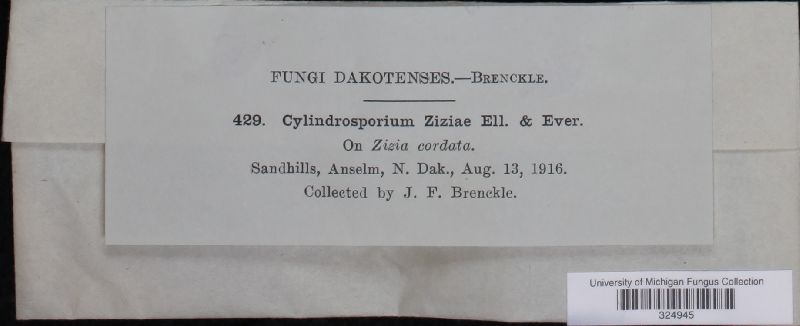 FUNGI DAKOTENSES.—BRENCKLE.
429. Cylindrosporium Ziziae Ell. & Ever.
On Zizia cordata.
Sandhills, Anselm, N. Dak., Aug. 13, 1916.
Collected by J. F. Brenckle.
University of Michigan Fungus Collection
324945